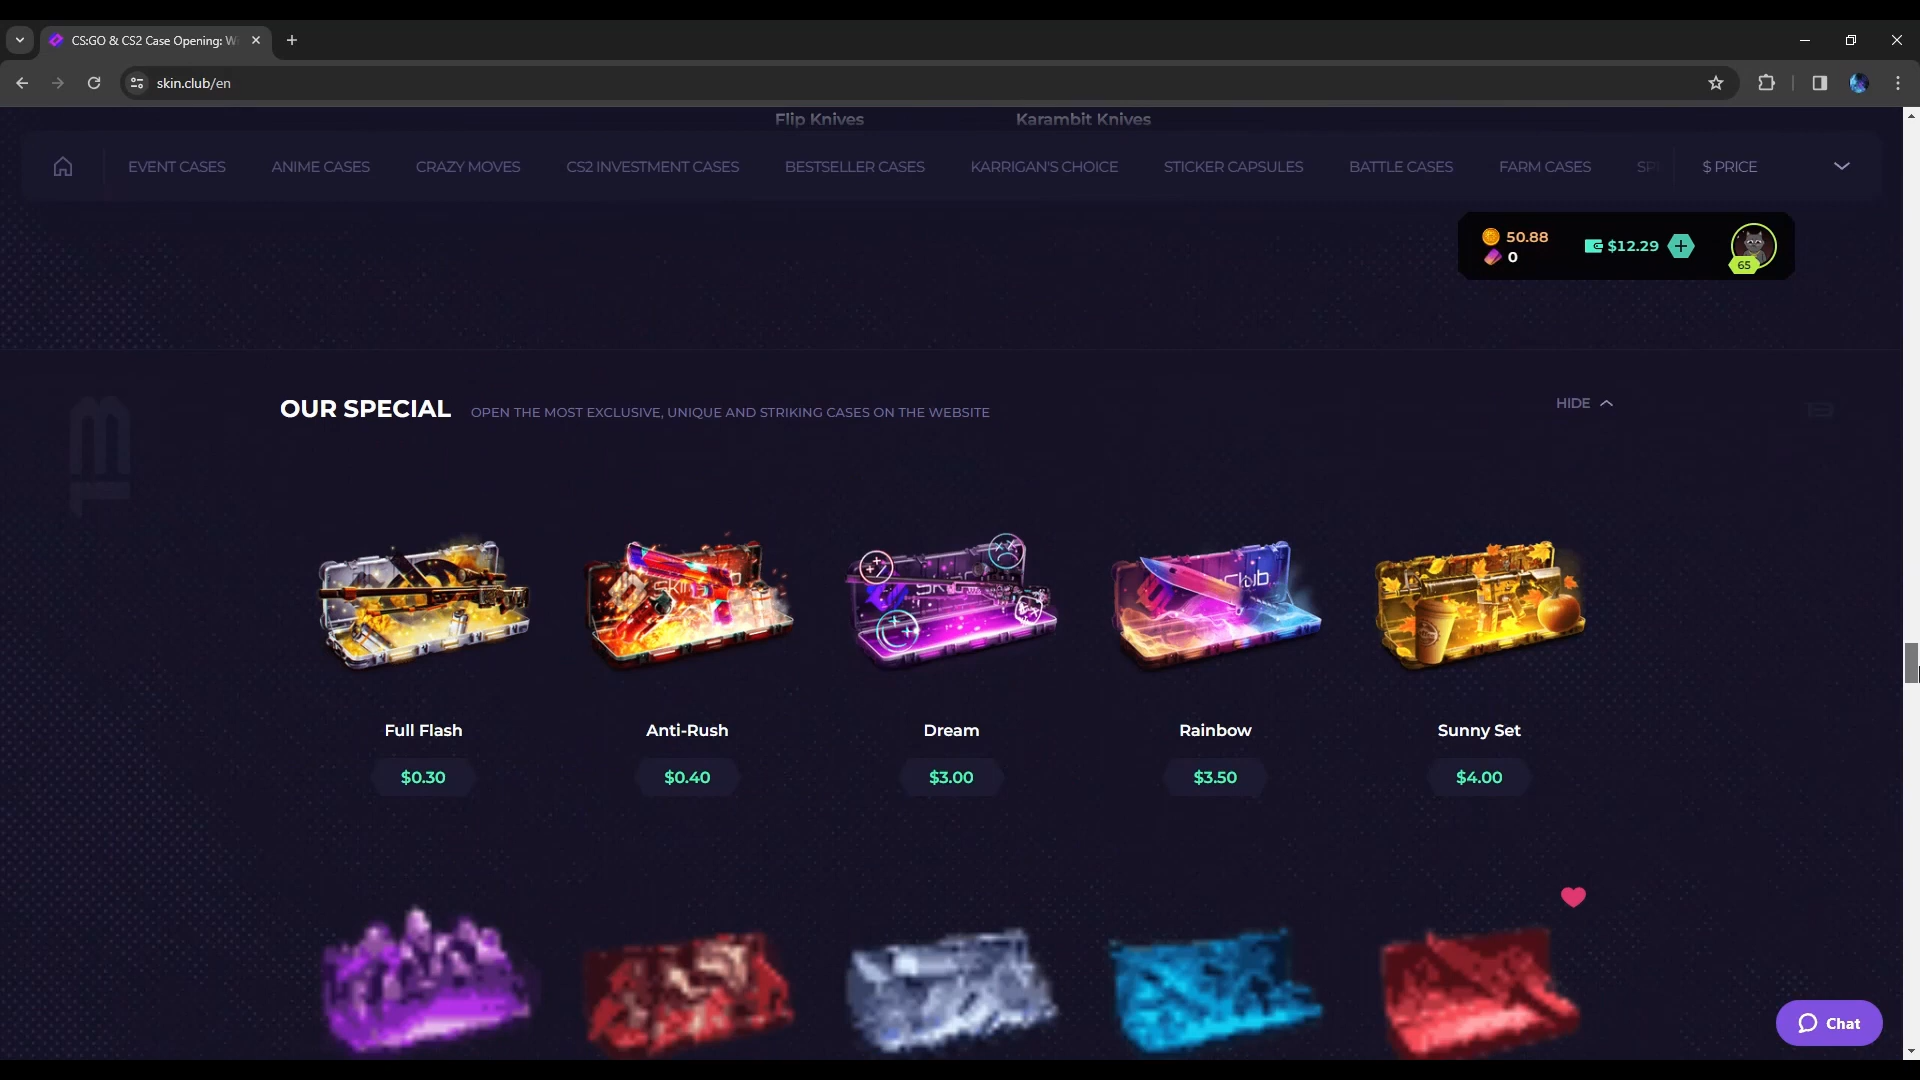 CS:GO & CS2 Case Opening: W
skin.club/en
Flip Knives
Karambit Knives
EVENT CASES
ANIME CASES
CRAZY MOVES
CS2 INVESTMENT CASES
BESTSELLER CASES
KARRIGAN'S CHOICE
STICKER CAPSULES
BATTLE CASES
FARM CASES
$ PRICE
50.88
0
$12.29
65
OUR SPECIAL
OPEN THE MOST EXCLUSIVE, UNIQUE AND STRIKING CASES ON THE WEBSITE
HIDE
Full Flash
Anti-Rush
Dream
Rainbow
Sunny Set
$0.30
$0.40
$3.00
$3.50
$4.00
Chat